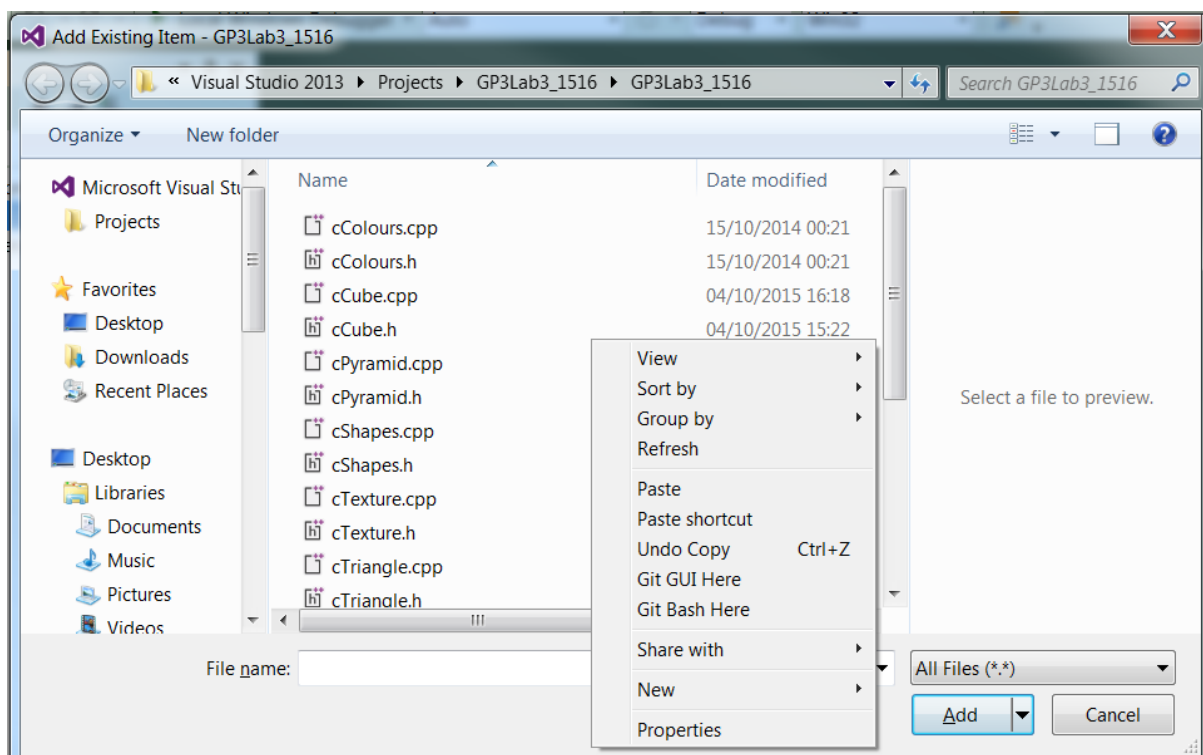 Add Existing Item - GP3Lab3_1516
« Visual Studio 2013 Projects GP3Lab3_1516 GP3Lab3_1516
Search GP3Lab3_1516
Organize New folder
Microsoft Visual Stu
Projects
Favorites
Desktop
Downloads
Recent Places
Desktop
Libraries
Documents
Music
Pictures
Videos
Name Date modified
cColours.cpp 15/10/2014 00:21
cColours.h 15/10/2014 00:21
cCube.cpp 04/10/2015 16:18
cCube.h 04/10/2015 15:22
cPyramid.cpp
cPyramid.h
cShapes.cpp
cShapes.h
cTexture.cpp
cTexture.h
cTriangle.cpp
cTriangle.h
View
Sort by
Group by
Refresh
Paste
Paste shortcut
Undo Copy Ctrl+Z
Git GUI Here
Git Bash Here
Share with
New
Properties
Select a file to preview.
File name:
All Files (*.*)
Add Cancel